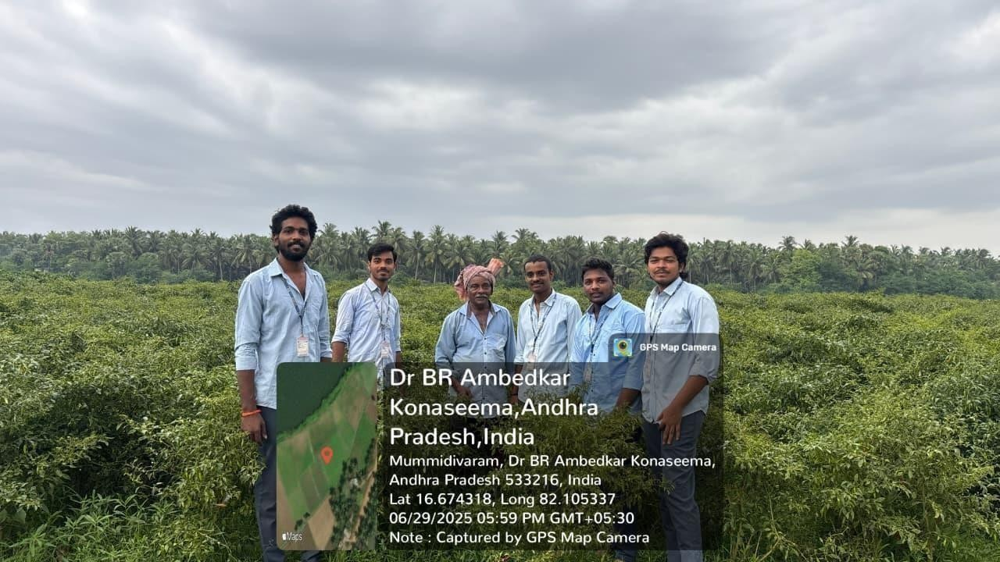 GPS Map Camera
Dr BR Ambedkar
Konaseema,Andhra
Pradesh,India
Mummidivaram, Dr BR Ambedkar Konaseema,
Andhra Pradesh 533216, India
Lat 16.674318, Long 82.105337
06/29/2025 05:59 PM GMT+05:30
Note : Captured by GPS Map Camera
Maps